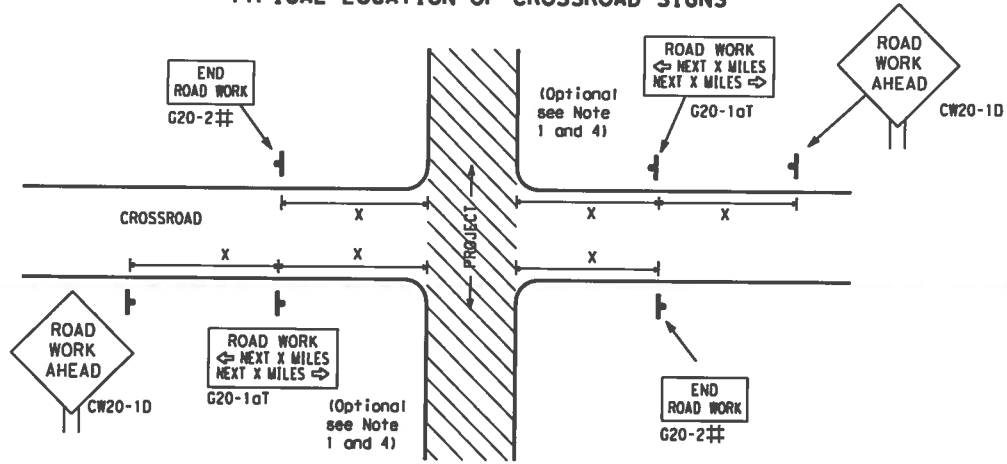 TYPICAL LOCATION OF CROSSROAD SIGNS
END
ROAD WORK
G20-2#
(Optional
see Note
1 and 4)
ROAD WORK
⇦ NEXT X MILES
NEXT X MILES ⇨
G20-1aT
ROAD
WORK
AHEAD
CW20-1D
X
X
X
CROSSROAD
PROJECT
X
X
X
ROAD
WORK
AHEAD
CW20-1D
ROAD WORK
⇦ NEXT X MILES
NEXT X MILES ⇨
G20-1aT
(Optional
see Note
1 and 4)
END
ROAD WORK
G20-2#